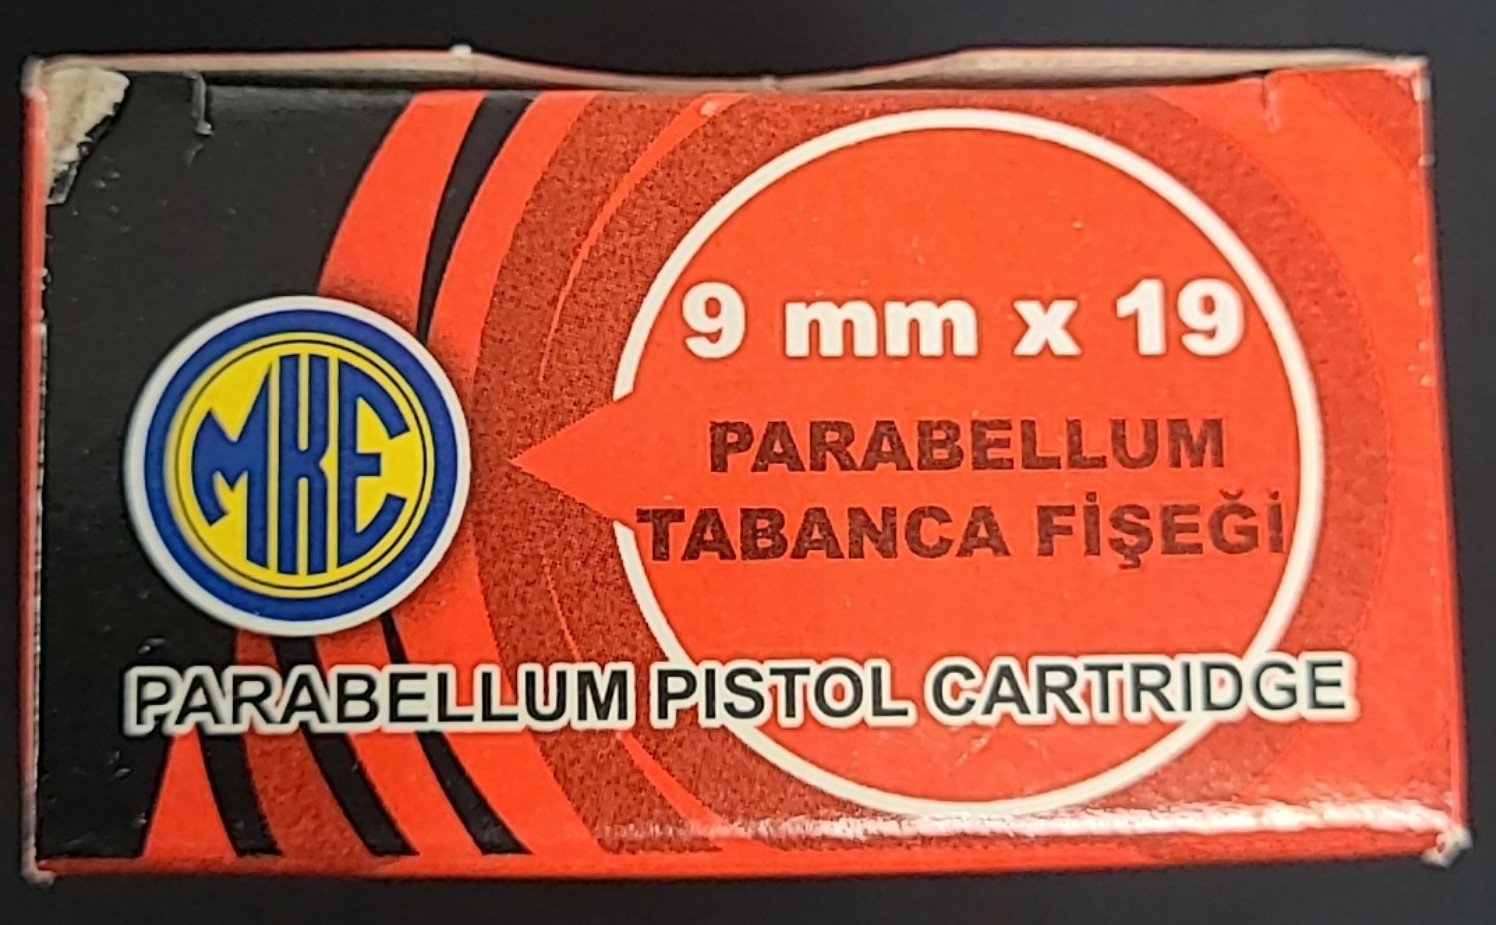 MKE
9 mm x 19
PARABELLUM
TABANCA FİŞEĞİ
PARABELLUM PISTOL CARTRIDGE